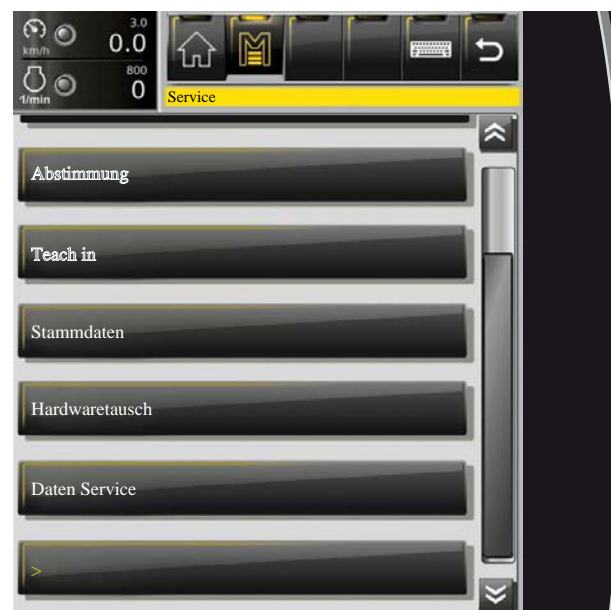 3.0
km/h 0.0
800
1/min 0
Service
Abstimmung
Teach in
Stammdaten
Hardwaretausch
Daten Service
>